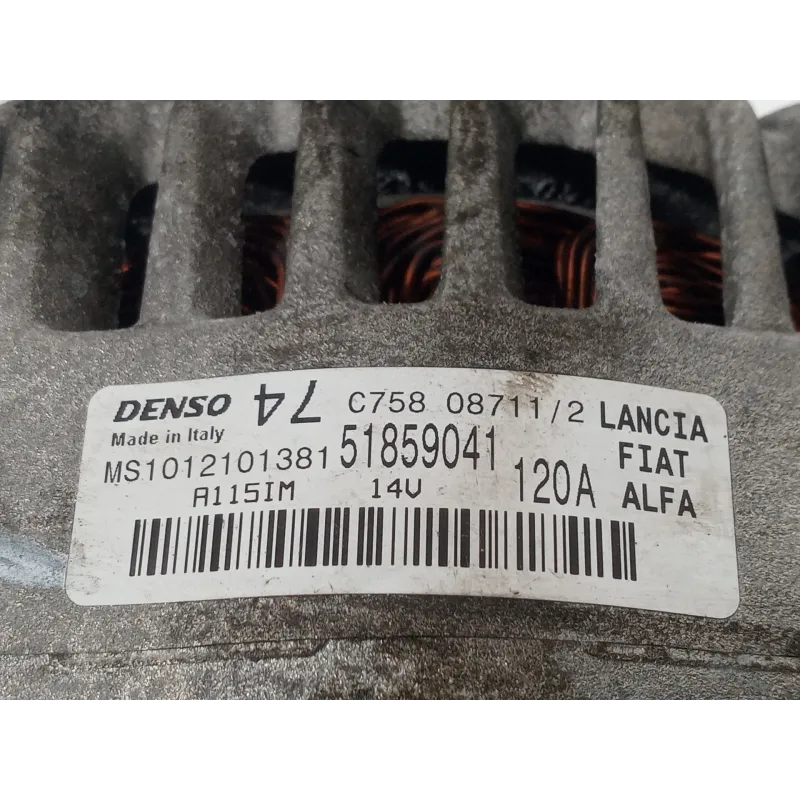 DENSO 74 C758 08711/2 LANCIA
Made in Italy FIAT
MS1012101381 51859041 120A ALFA
A115IM 14V